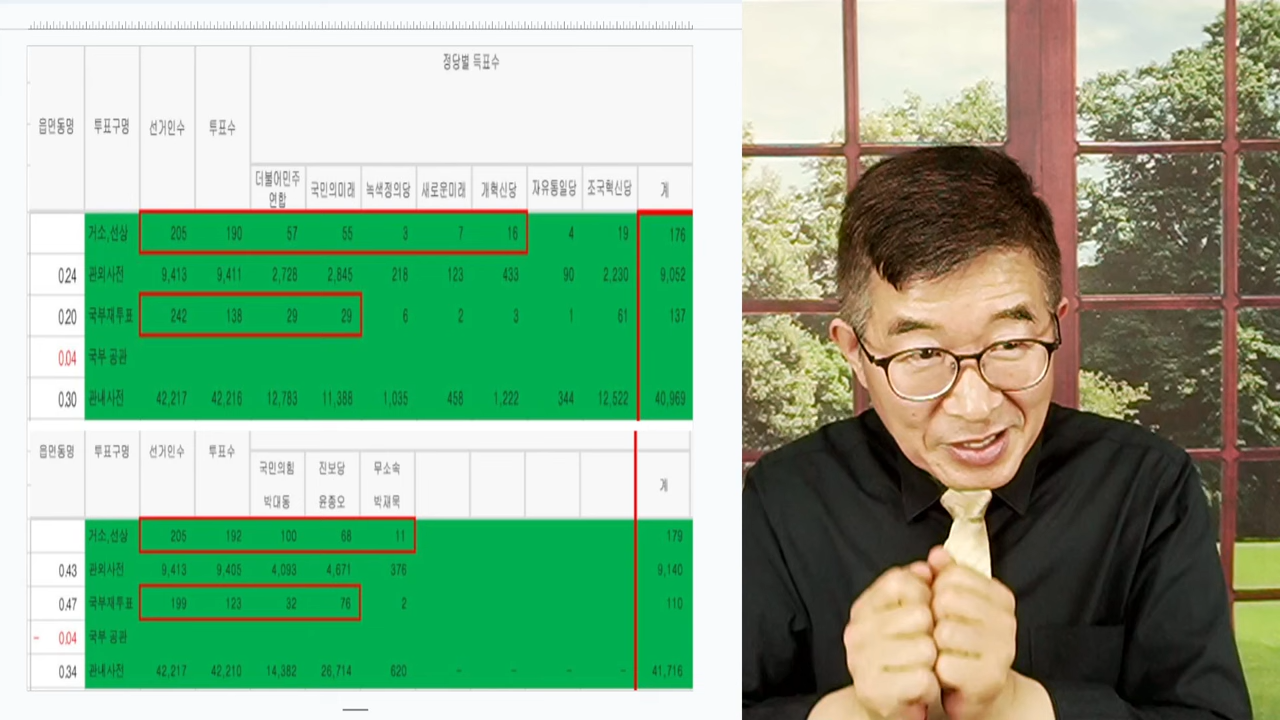 정당별 득표수
읍면동명 투표구명 선거인수 투표수
더불어민주연합 국민의미래 녹색정의당 새로운미래 개혁신당 자유통일당 조국혁신당 계
거소,선상 205 190 57 55 3 7 16 4 19 176
0.24 관외사전 9,413 9,411 2,728 2,845 218 123 433 90 2,230 9,052
0.20 국부재투표 242 138 29 29 6 2 3 1 61 137
0.04 국부 공관
0.30 관내사전 42,217 42,216 12,783 11,388 1,035 458 1,222 344 12,522 40,969
읍면동명 투표구명 선거인수 투표수
국민의힘 진보당 무소속
박대동 윤종오 박재묵 계
거소,선상 205 192 100 68 11 179
0.43 관외사전 9,413 9,405 4,093 4,671 376 9,140
0.47 국부재투표 199 123 32 76 2 110
- 0.04 국부 공관
0.34 관내사전 42,217 42,210 14,382 26,714 620 - - - 41,716